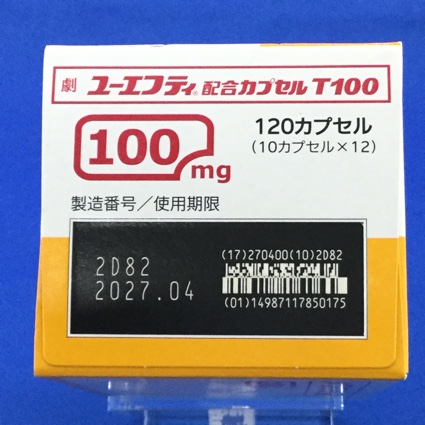 劇 ユーエフティ® 配合カプセル T100
100mg
120カプセル
(10カプセル×12)
製造番号/使用期限
2D82
2027.04
(17)270400(10)2D82
(01)14987117850175